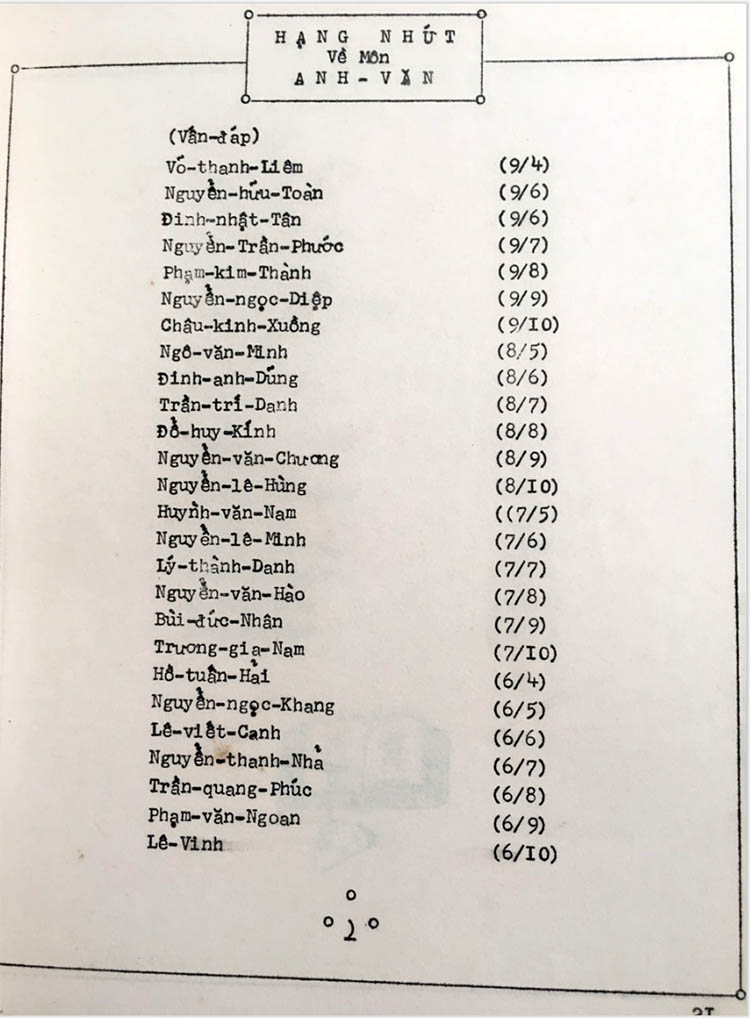 HẠNG NHỨT
Về Môn
ANH-VĂN
(Vấn-đáp)
Võ-thanh-Liêm (9/4)
Nguyễn-hữu-Toàn (9/6)
Đinh-nhật-Tân (9/6)
Nguyễn-Trần-Phước (9/7)
Phạm-kim-Thành (9/8)
Nguyễn-ngọc-Diệp (9/9)
Châu-kinh-Xuồng (9/IO)
Ngô-văn-Minh (8/5)
Đinh-anh-Dũng (8/6)
Trần-trí-Danh (8/7)
Đỗ-huy-Kính (8/8)
Nguyễn-văn-Chương (8/9)
Nguyễn-lê-Hùng (8/IO)
Huỳnh-văn-Nam ((7/5)
Nguyễn-lê-Minh (7/6)
Lý-thành-Danh (7/7)
Nguyễn-văn-Hào (7/8)
Bùi-đức-Nhân (7/9)
Trương-gia-Nam (7/IO)
Hồ-tuấn-Hải (6/4)
Nguyễn-ngọc-Khang (6/5)
Lê-viết-Canh (6/6)
Nguyễn-thanh-Nhả (6/7)
Trần-quang-Phúc (6/8)
Phạm-văn-Ngoan (6/9)
Lê-Vinh (6/IO)